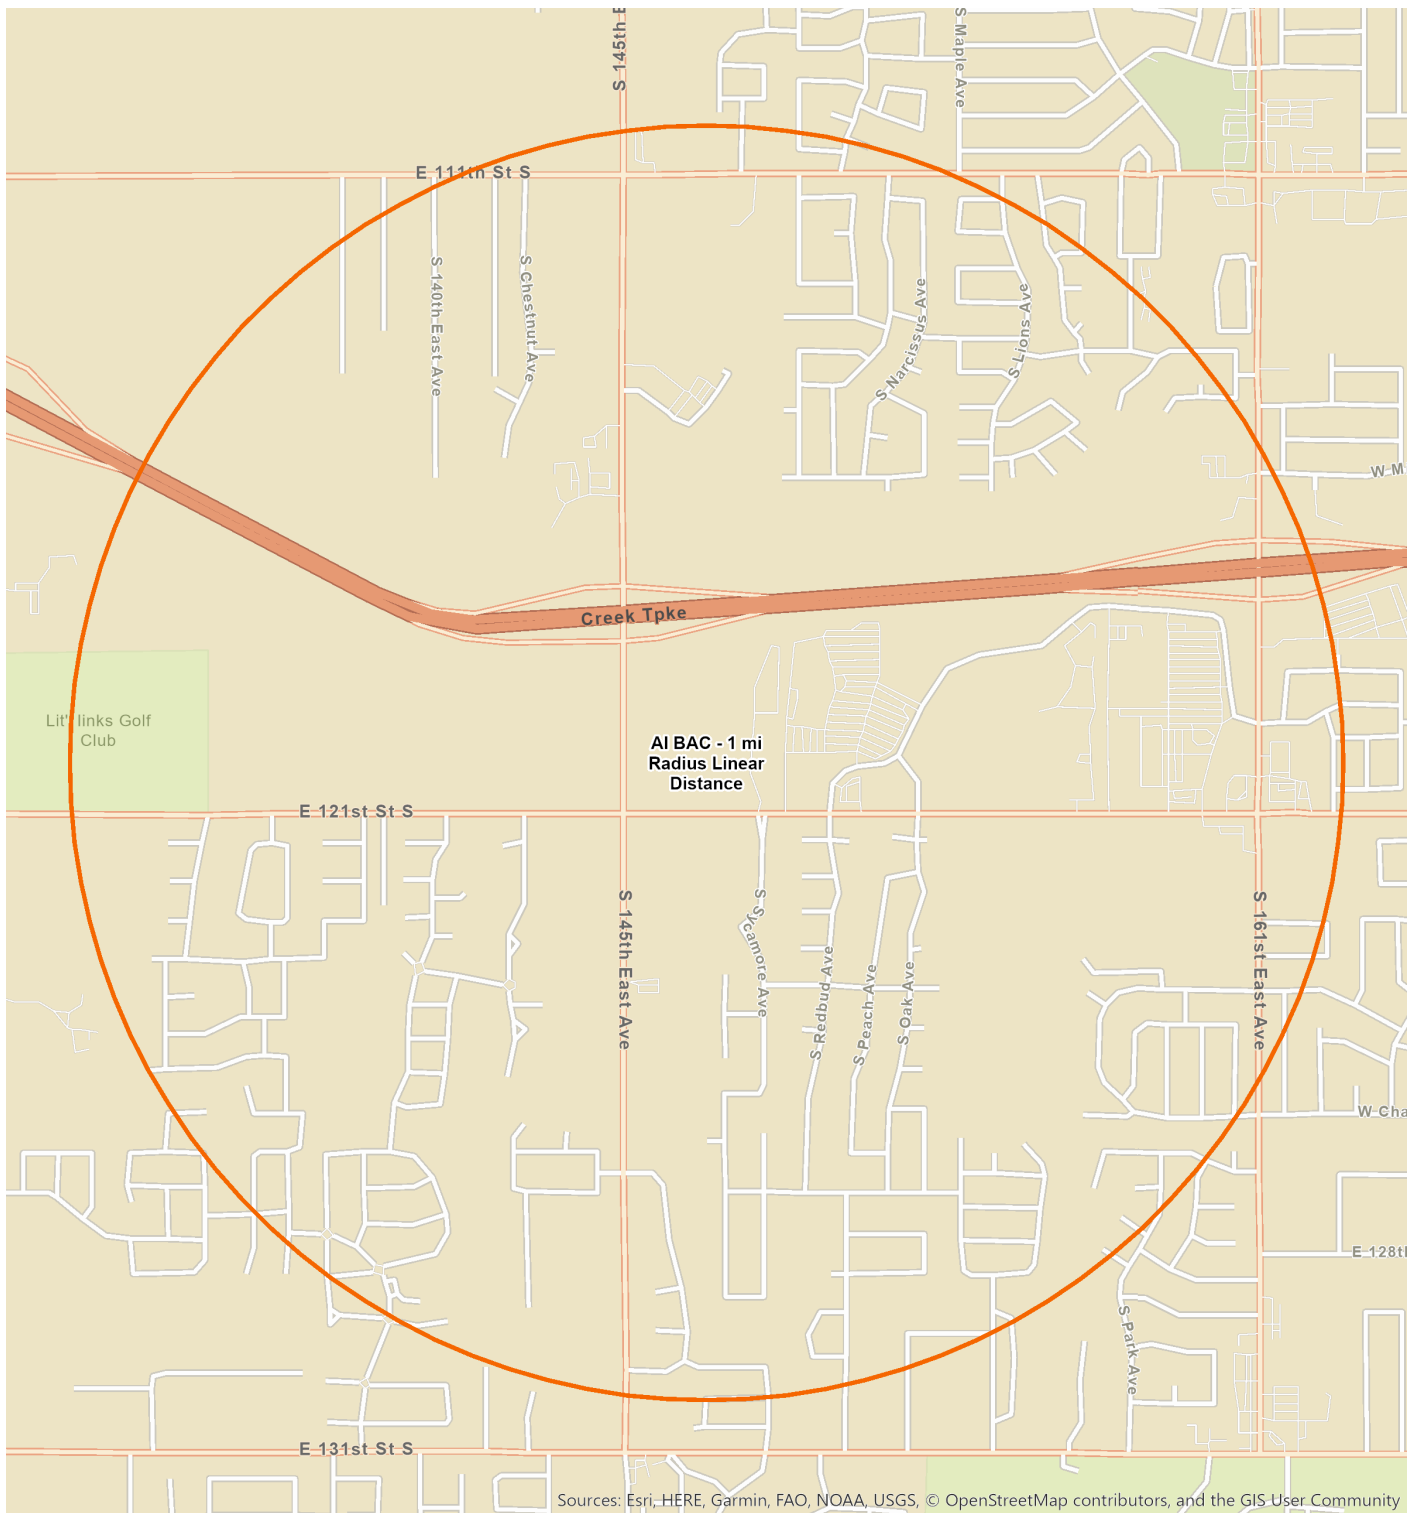 S 145th E
S Maple Ave
E 111th St S
S 140th East Ave
S Chestnut Ave
S Narcissus Ave
S Lions Ave
W M
Creek Tpke
Lit'l links Golf
Club
AI BAC - 1 mi
Radius Linear
Distance
E 121st St S
S 145th East Ave
S Sycamore Ave
S Redbud Ave
S Peach Ave
S Oak Ave
S 161st East Ave
W Cha
E 128th
S Park Ave
E 131st St S
Sources: Esri, HERE, Garmin, FAO, NOAA, USGS, © OpenStreetMap contributors, and the GIS User Community